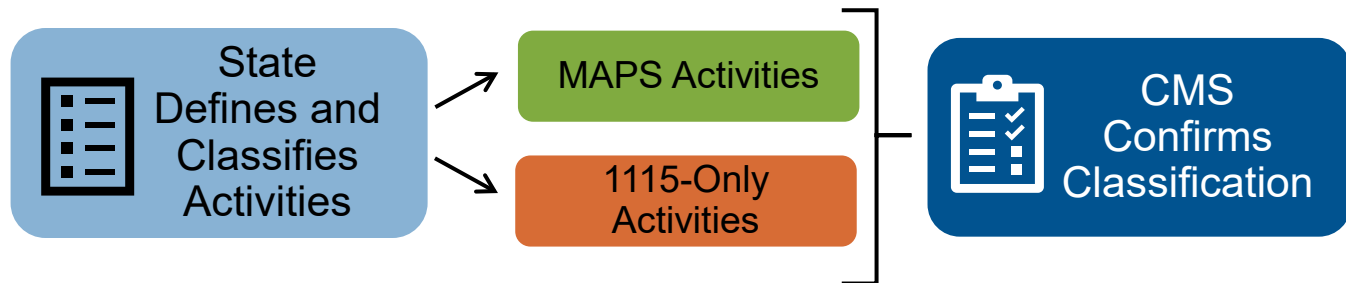 State
Defines and
Classifies
Activities
MAPS Activities
1115-Only
Activities
CMS
Confirms
Classification